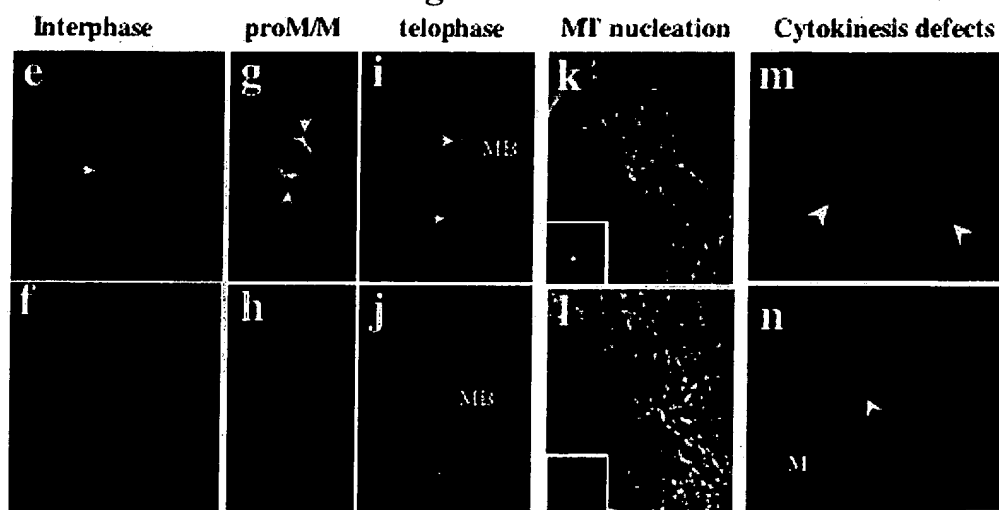 Interphase proM/M telophase MT nucleation Cytokinesis defects
e g i k m
MB
f h j l n
MB
M